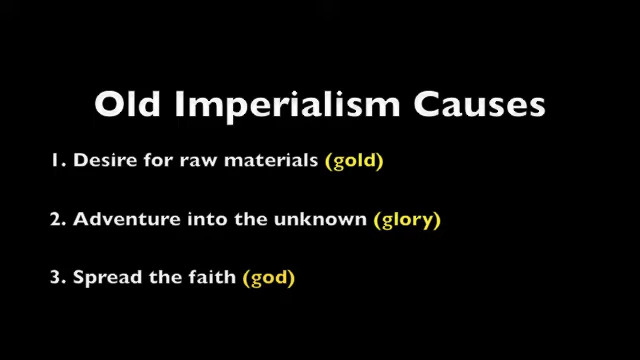 Old Imperialism Causes
1. Desire for raw materials (gold)
2. Adventure into the unknown (glory)
3. Spread the faith (god)